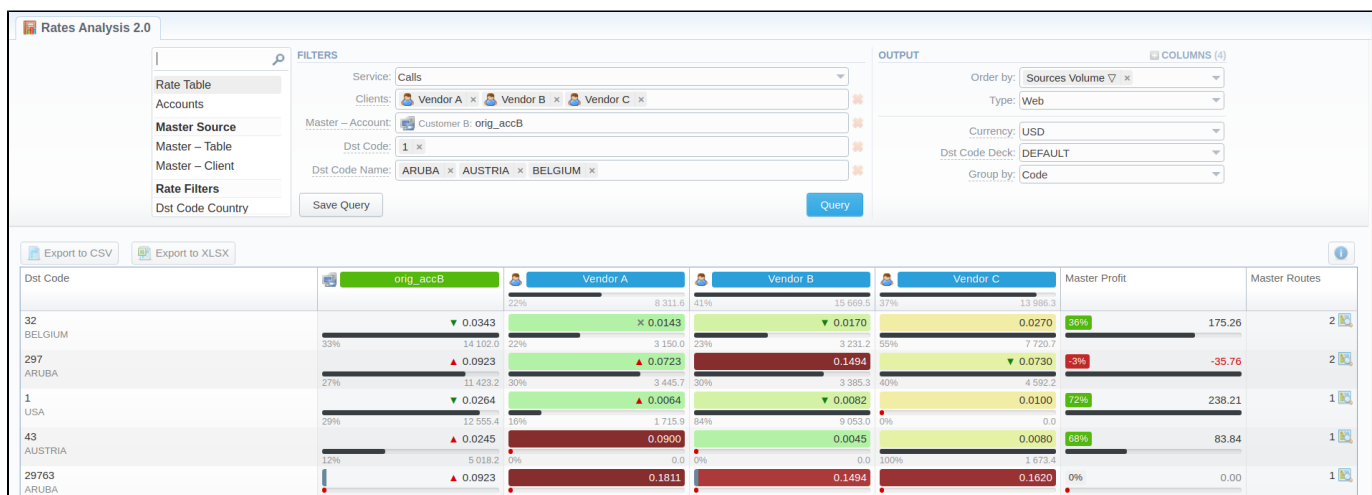 Rates Analysis 2.0
Rate Table
Accounts
Master Source
Master – Table
Master – Client
Rate Filters
Dst Code Country
FILTERS
Service: Calls
Clients: Vendor A × Vendor B × Vendor C ×
Master – Account: Customer B: orig_accB
Dst Code: 1 ×
Dst Code Name: ARUBA × AUSTRIA × BELGIUM ×
Save Query Query
OUTPUT COLUMNS (4)
Order by: Sources Volume ▽ ×
Type: Web
Currency: USD
Dst Code Deck: DEFAULT
Group by: Code
Export to CSV Export to XLSX
Dst Code orig_accB Vendor A Vendor B Vendor C Master Profit Master Routes
22% 8 311.6 41% 15 669.5 37% 13 986.3
32 ▼ 0.0343 × 0.0143 ▼ 0.0170 0.0270 36% 175.26 2
BELGIUM
33% 14 102.0 22% 3 150.0 23% 3 231.2 55% 7 720.7
297 ▲ 0.0923 ▲ 0.0723 0.1494 ▼ 0.0730 -3% -35.76 2
ARUBA
27% 11 423.2 30% 3 445.7 30% 3 385.3 40% 4 592.2
1 ▼ 0.0264 ▲ 0.0064 ▼ 0.0082 0.0100 72% 238.21 1
USA
29% 12 555.4 16% 1 715.9 84% 9 053.0 0% 0.0
43 ▲ 0.0245 0.0900 0.0045 0.0080 68% 83.84 1
AUSTRIA
12% 5 018.2 0% 0.0 0% 0.0 100% 1 673.4
29763 ▲ 0.0923 0.1811 0.1494 0.1620 0% 0.00 1
ARUBA